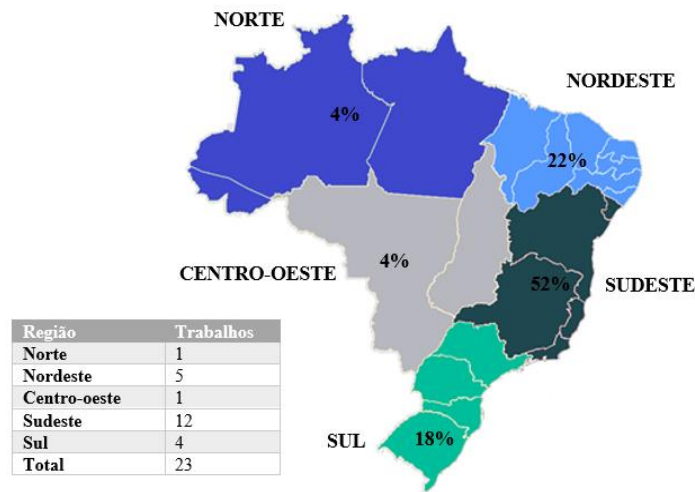 NORTE
NORDESTE
4%
22%
CENTRO-OESTE
4%
52%
SUDESTE
SUL
18%
Região Trabalhos
Norte 1
Nordeste 5
Centro-oeste 1
Sudeste 12
Sul 4
Total 23